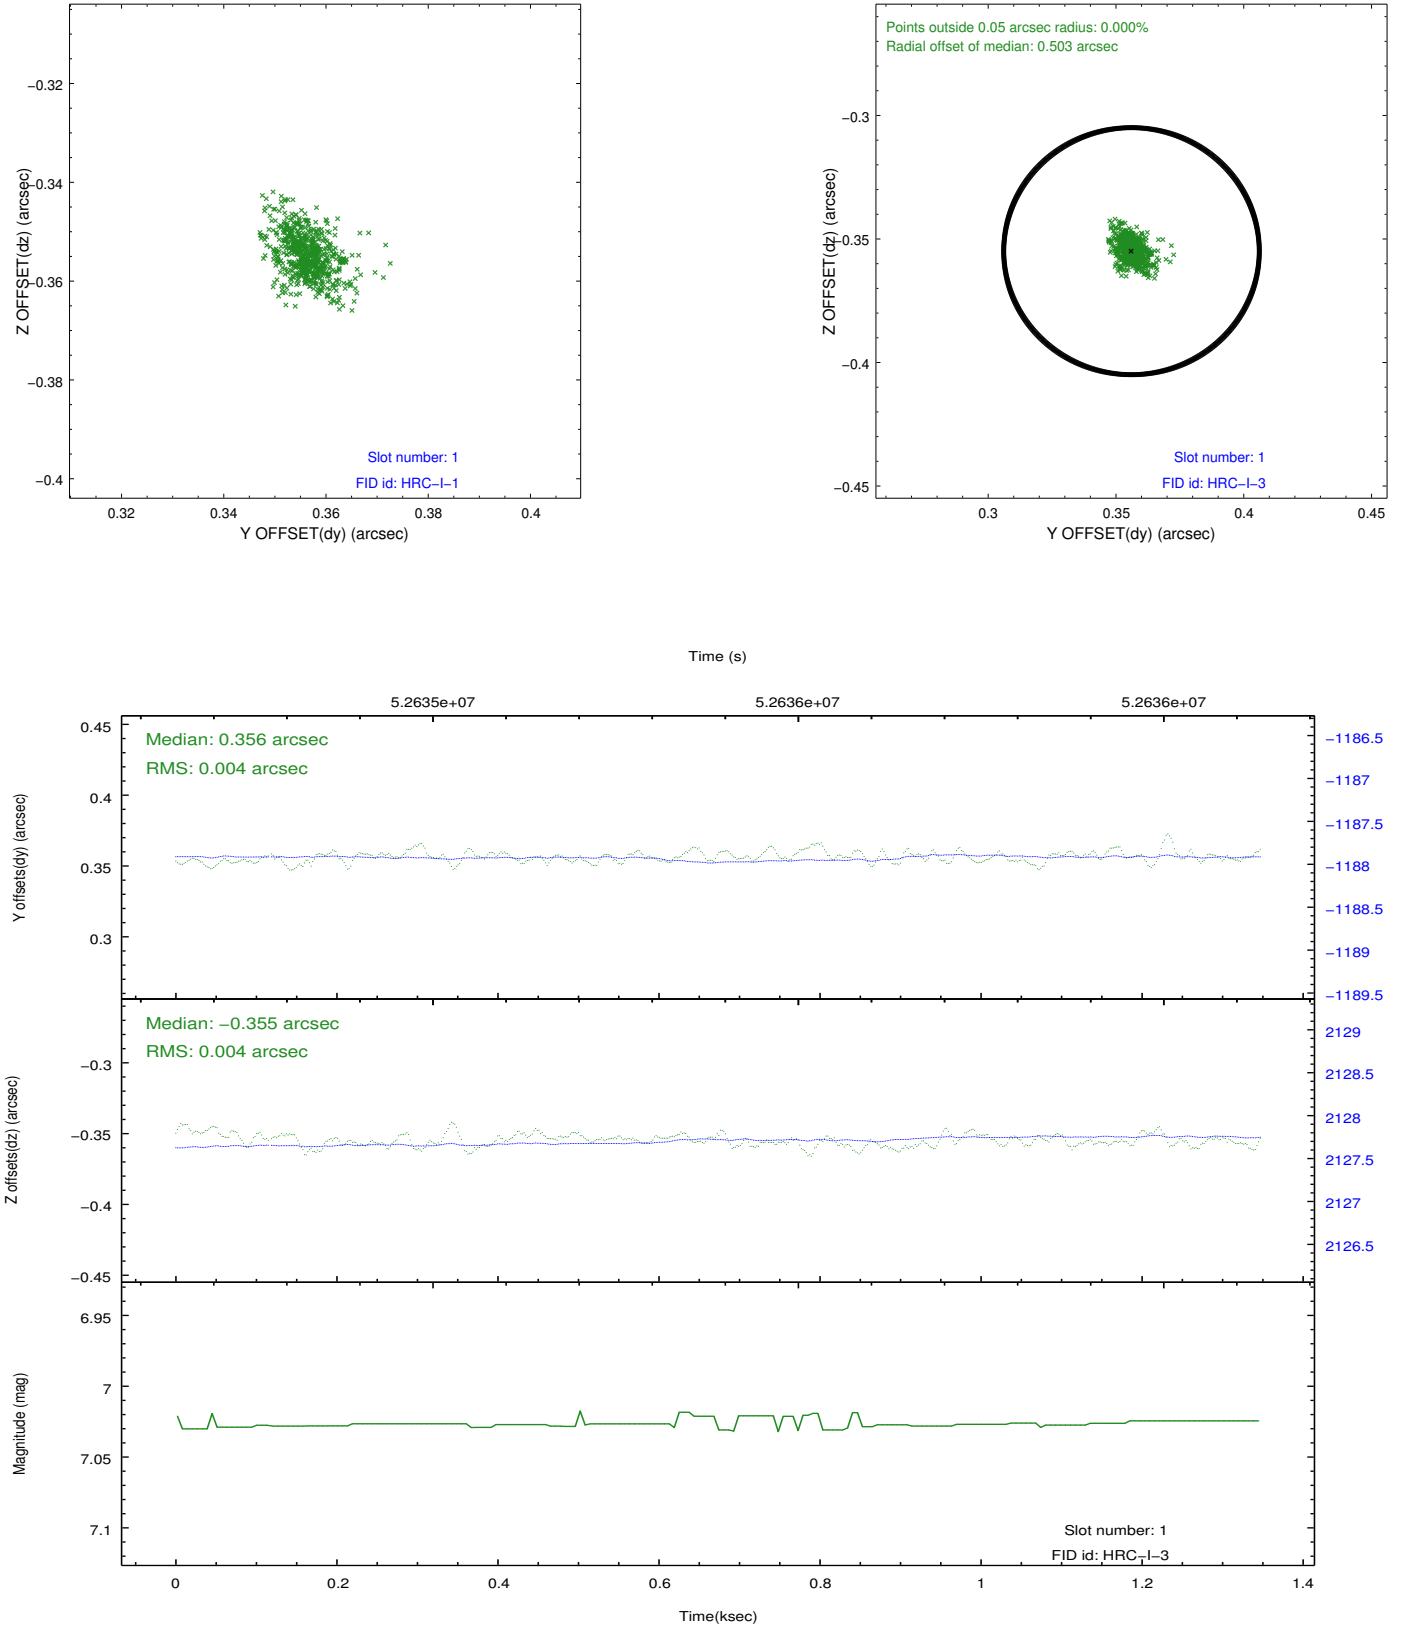 −0.32
−0.34
−0.36
−0.38
−0.4
Z OFFSET(dz) (arcsec)
Slot number: 1
FID id: HRC−I−1
0.32
0.34
0.36
0.38
0.4
Y OFFSET(dy) (arcsec)
Points outside 0.05 arcsec radius: 0.000%
Radial offset of median: 0.503 arcsec
−0.3
−0.35
−0.4
−0.45
Z OFFSET(dz) (arcsec)
Slot number: 1
FID id: HRC−I−3
0.3
0.35
0.4
0.45
Y OFFSET(dy) (arcsec)
Time (s)
5.2635e+07
5.2636e+07
5.2636e+07
Median: 0.356 arcsec
RMS: 0.004 arcsec
0.45
0.4
0.35
0.3
Y offsets(dy) (arcsec)
−1186.5
−1187
−1187.5
−1188
−1188.5
−1189
−1189.5
Median: −0.355 arcsec
RMS: 0.004 arcsec
−0.3
−0.35
−0.4
−0.45
Z offsets(dz) (arcsec)
2129
2128.5
2128
2127.5
2127
2126.5
6.95
7
7.05
7.1
Magnitude (mag)
Slot number: 1
FID id: HRC−I−3
0
0.2
0.4
0.6
0.8
1
1.2
1.4
Time(ksec)